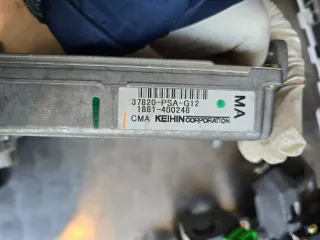 37820-PSA-G12
1881-400248
CMA KEIHIN CORPORATION
MA